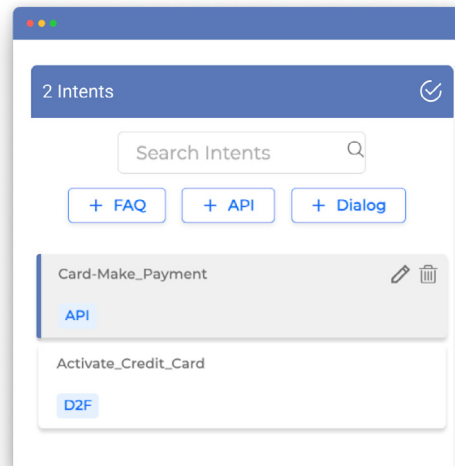 2 Intents
Search Intents
+ FAQ + API + Dialog
Card-Make_Payment
API
Activate_Credit_Card
D2F